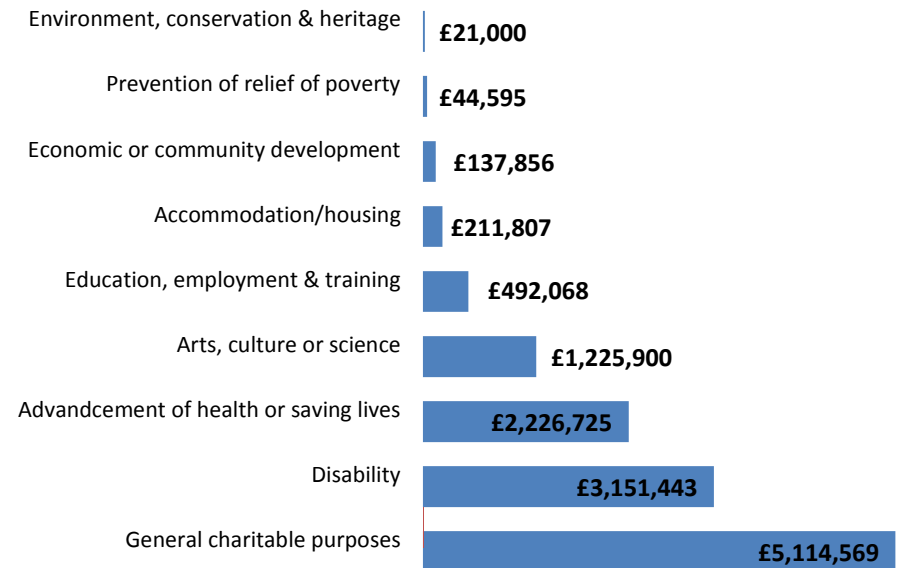 Environment, conservation & heritage
£21,000
Prevention of relief of poverty
£44,595
Economic or community development
£137,856
Accommodation/housing
£211,807
Education, employment & training
£492,068
Arts, culture or science
£1,225,900
Advandcement of health or saving lives
£2,226,725
Disability
£3,151,443
General charitable purposes
£5,114,569